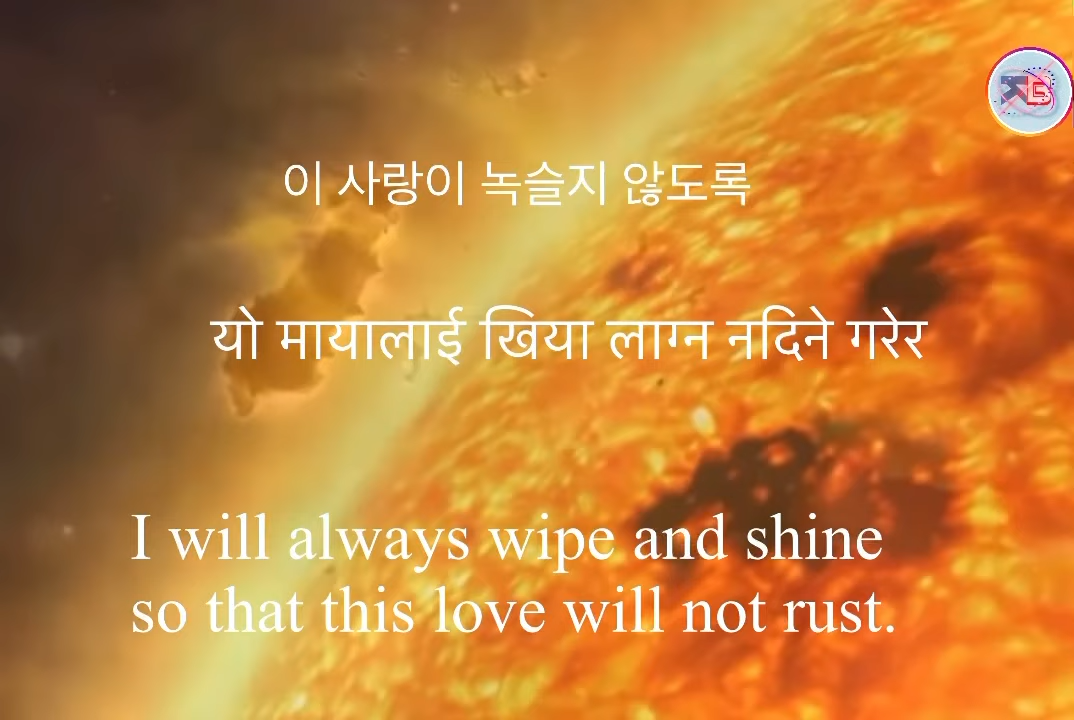 이 사랑이 녹슬지 않도록
यो मायालाई खिया लाग्न नदिने गरेर
I will always wipe and shine
so that this love will not rust.